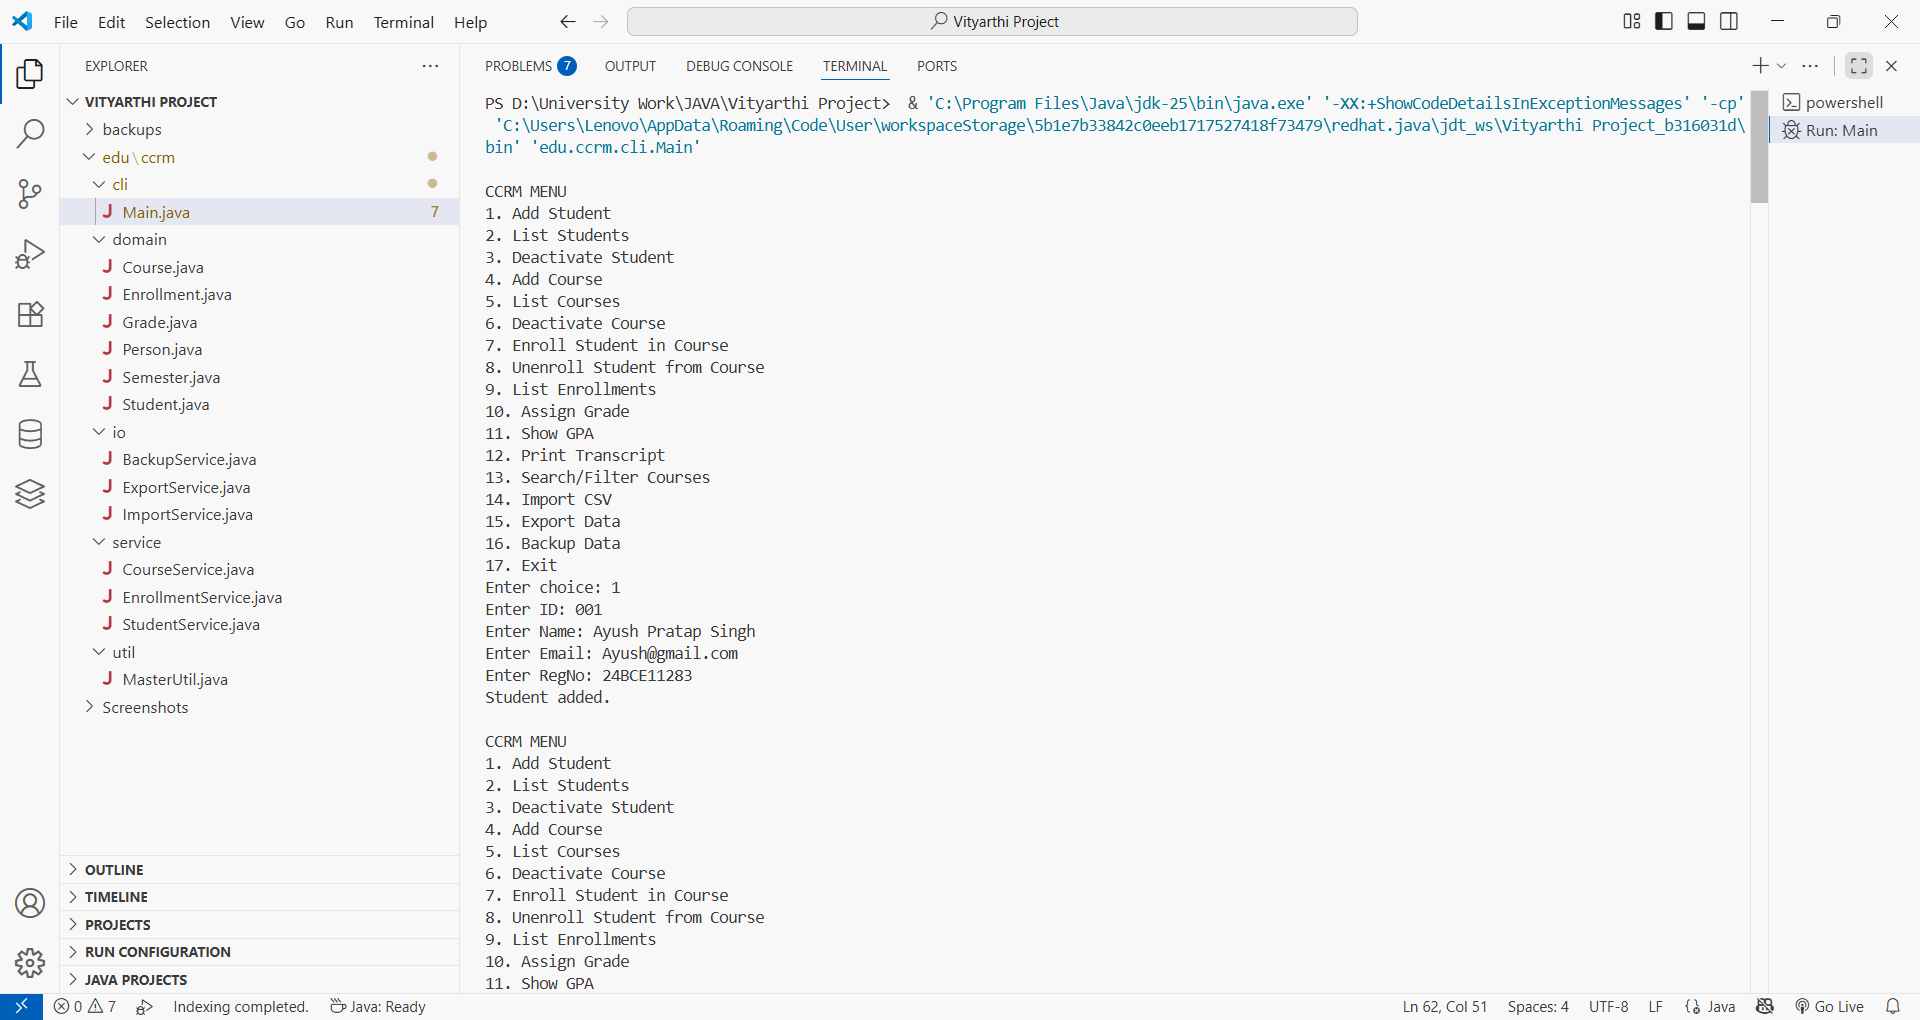 File Edit Selection View Go Run Terminal Help Vityarthi Project
EXPLORER
VITYARTHI PROJECT
backups
edu \ ccrm
cli
Main.java 7
domain
Course.java
Enrollment.java
Grade.java
Person.java
Semester.java
Student.java
io
BackupService.java
ExportService.java
ImportService.java
service
CourseService.java
EnrollmentService.java
StudentService.java
util
MasterUtil.java
Screenshots
OUTLINE
TIMELINE
PROJECTS
RUN CONFIGURATION
JAVA PROJECTS
PROBLEMS 7 OUTPUT DEBUG CONSOLE TERMINAL PORTS
PS D:\University Work\JAVA\Vityarthi Project>  & 'C:\Program Files\Java\jdk-25\bin\java.exe' '-XX:+ShowCodeDetailsInExceptionMessages' '-cp'
'C:\Users\Lenovo\AppData\Roaming\Code\User\workspaceStorage\5b1e7b33842c0eeb1717527418f73479\redhat.java\jdt_ws\Vityarthi Project_b316031d\
bin' 'edu.ccrm.cli.Main'
CCRM MENU
1. Add Student
2. List Students
3. Deactivate Student
4. Add Course
5. List Courses
6. Deactivate Course
7. Enroll Student in Course
8. Unenroll Student from Course
9. List Enrollments
10. Assign Grade
11. Show GPA
12. Print Transcript
13. Search/Filter Courses
14. Import CSV
15. Export Data
16. Backup Data
17. Exit
Enter choice: 1
Enter ID: 001
Enter Name: Ayush Pratap Singh
Enter Email: Ayush@gmail.com
Enter RegNo: 24BCE11283
Student added.
CCRM MENU
1. Add Student
2. List Students
3. Deactivate Student
4. Add Course
5. List Courses
6. Deactivate Course
7. Enroll Student in Course
8. Unenroll Student from Course
9. List Enrollments
10. Assign Grade
11. Show GPA
powershell
Run: Main
0 7 Indexing completed. Java: Ready Ln 62, Col 51 Spaces: 4 UTF-8 LF Java Go Live